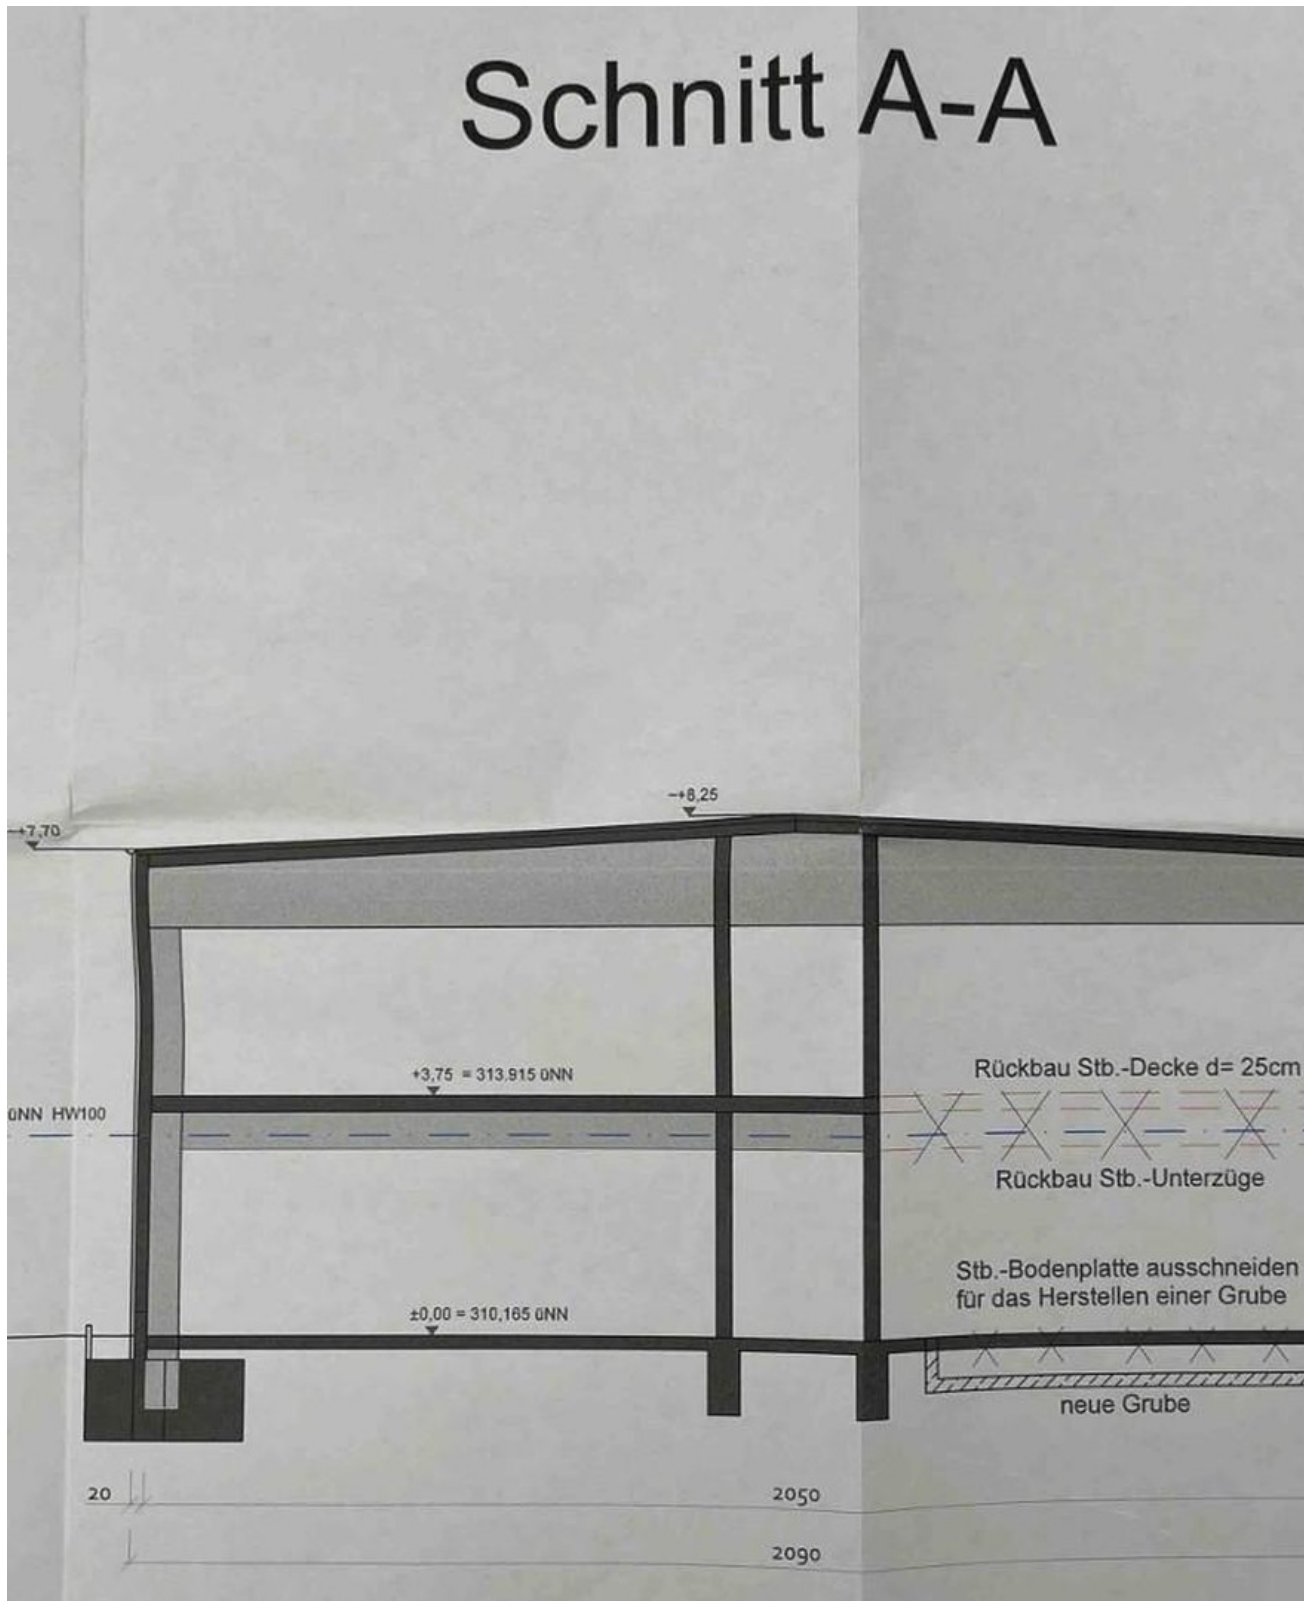 Schnitt A-A
+8,25
+7,70
+3,75 = 313.915 üNN
Rückbau Stb.-Decke d= 25cm
üNN HW100
Rückbau Stb.-Unterzüge
Stb.-Bodenplatte ausschneiden
für das Herstellen einer Grube
±0,00 = 310,165 üNN
neue Grube
20
2050
2090